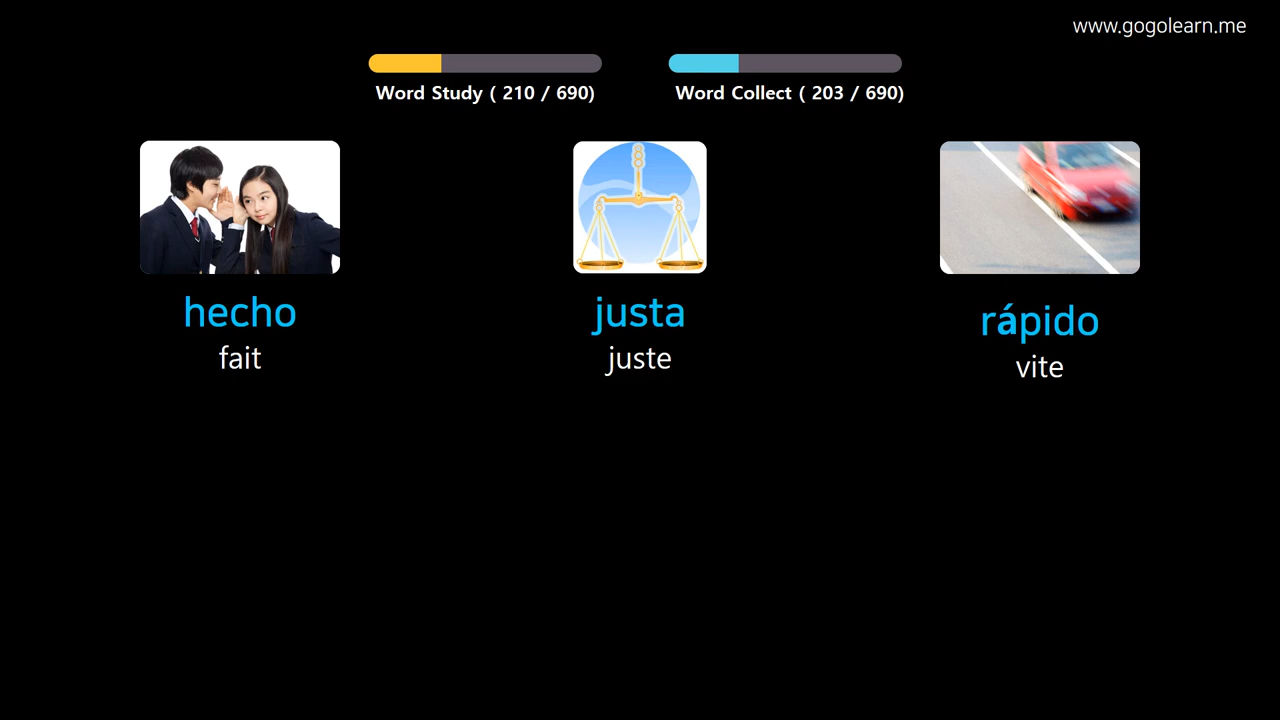 www.gogolearn.me
Word Study ( 210 / 690)
Word Collect ( 203 / 690)
hecho
fait
justa
juste
rápido
vite